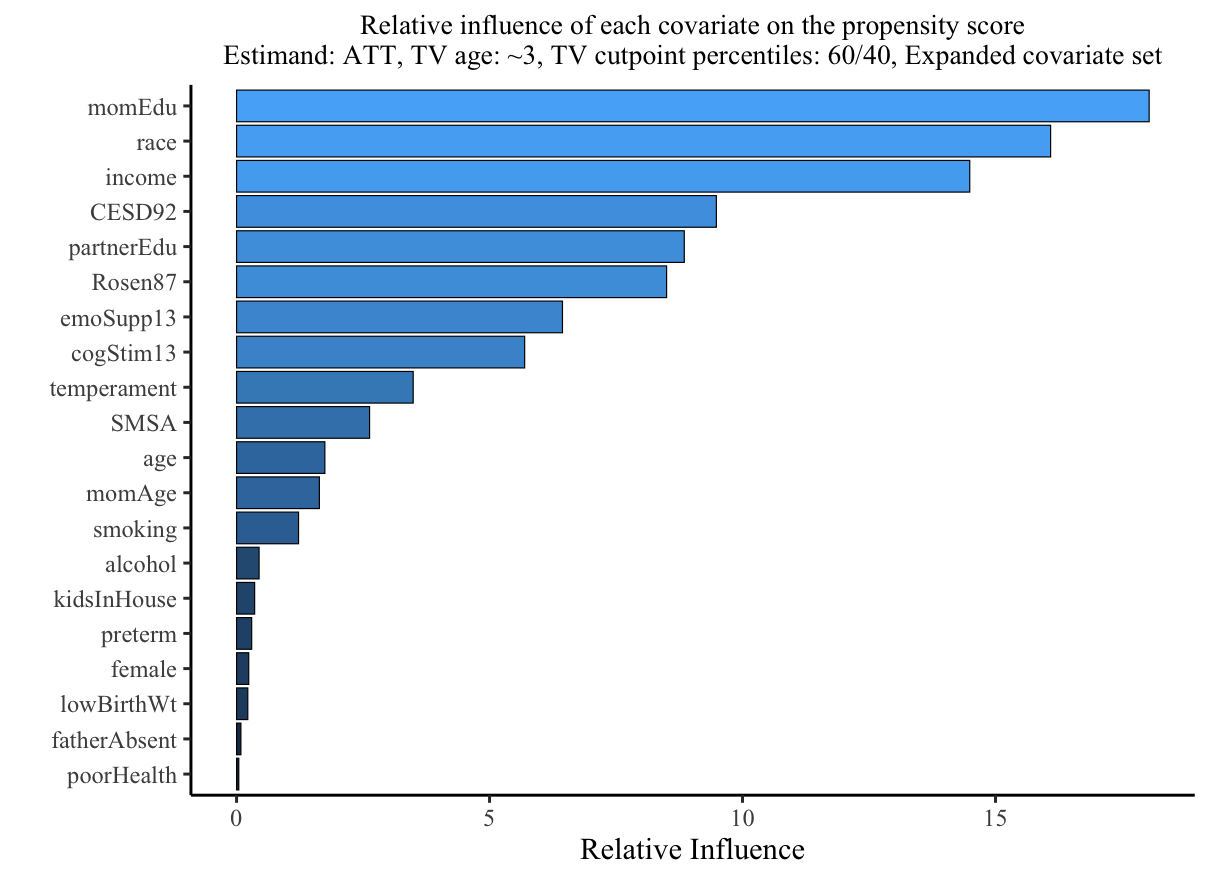 Relative influence of each covariate on the propensity score
Estimand: ATT, TV age: ~3, TV cutpoint percentiles: 60/40, Expanded covariate set
momEdu
race
income
CESD92
partnerEdu
Rosen87
emoSupp13
cogStim13
temperament
SMSA
age
momAge
smoking
alcohol
kidsInHouse
preterm
female
lowBirthWt
fatherAbsent
poorHealth
0 5 10 15
Relative Influence